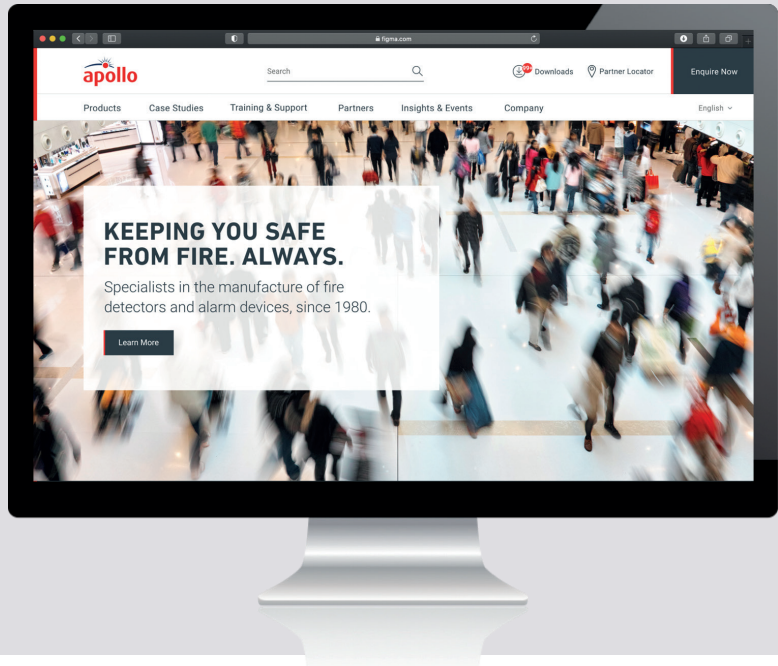 figma.com
apollo
Search
99+
Downloads
Partner Locator
Enquire Now
Products Case Studies Training & Support Partners Insights & Events Company English
KEEPING YOU SAFE
FROM FIRE. ALWAYS.
Specialists in the manufacture of fire
detectors and alarm devices, since 1980.
Learn More